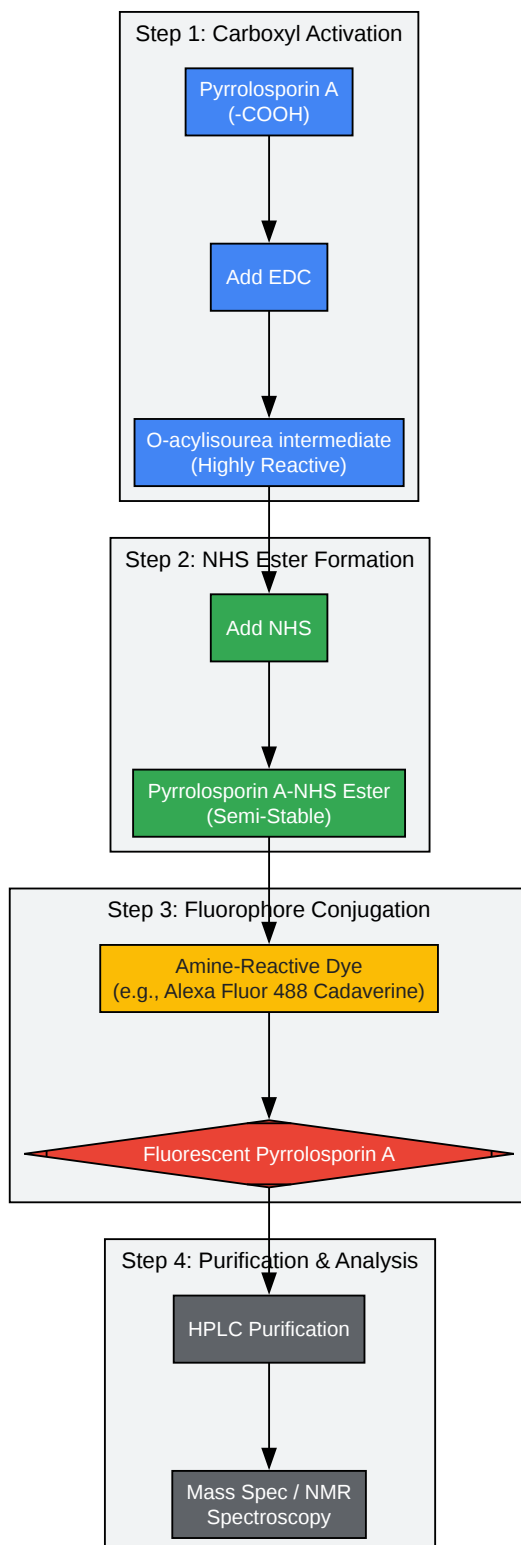 Step 1: Carboxyl Activation
Pyrrolosporin A
(-COOH)
Add EDC
O-acylisourea intermediate
(Highly Reactive)
Step 2: NHS Ester Formation
Add NHS
Pyrrolosporin A-NHS Ester
(Semi-Stable)
Step 3: Fluorophore Conjugation
Amine-Reactive Dye
(e.g., Alexa Fluor 488 Cadaverine)
Fluorescent Pyrrolosporin A
Step 4: Purification & Analysis
HPLC Purification
Mass Spec / NMR
Spectroscopy